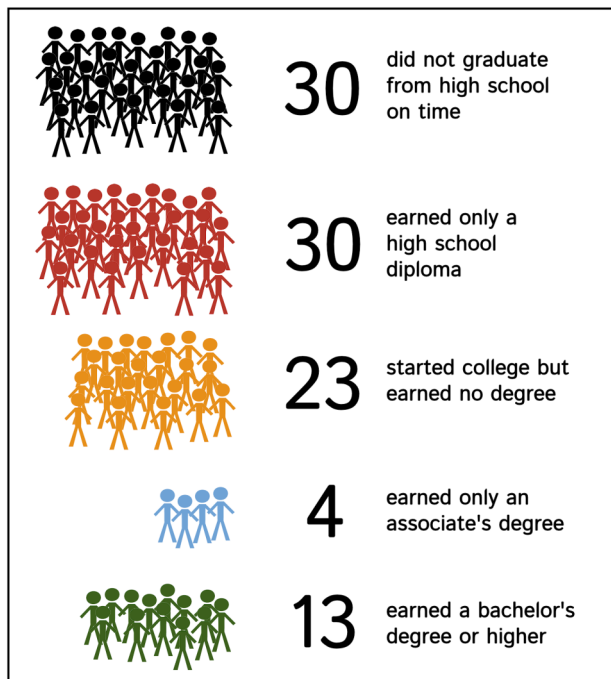 30
did not graduate
from high school
on time
30
earned only a
high school
diploma
23
started college but
earned no degree
4
earned only an
associate's degree
13
earned a bachelor's
degree or higher